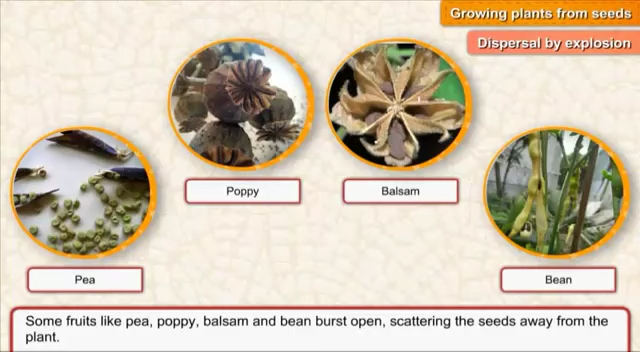 Growing plants from seeds
Dispersal by explosion
Poppy
Balsam
Pea
Bean
Some fruits like pea, poppy, balsam and bean burst open, scattering the seeds away from the
plant.